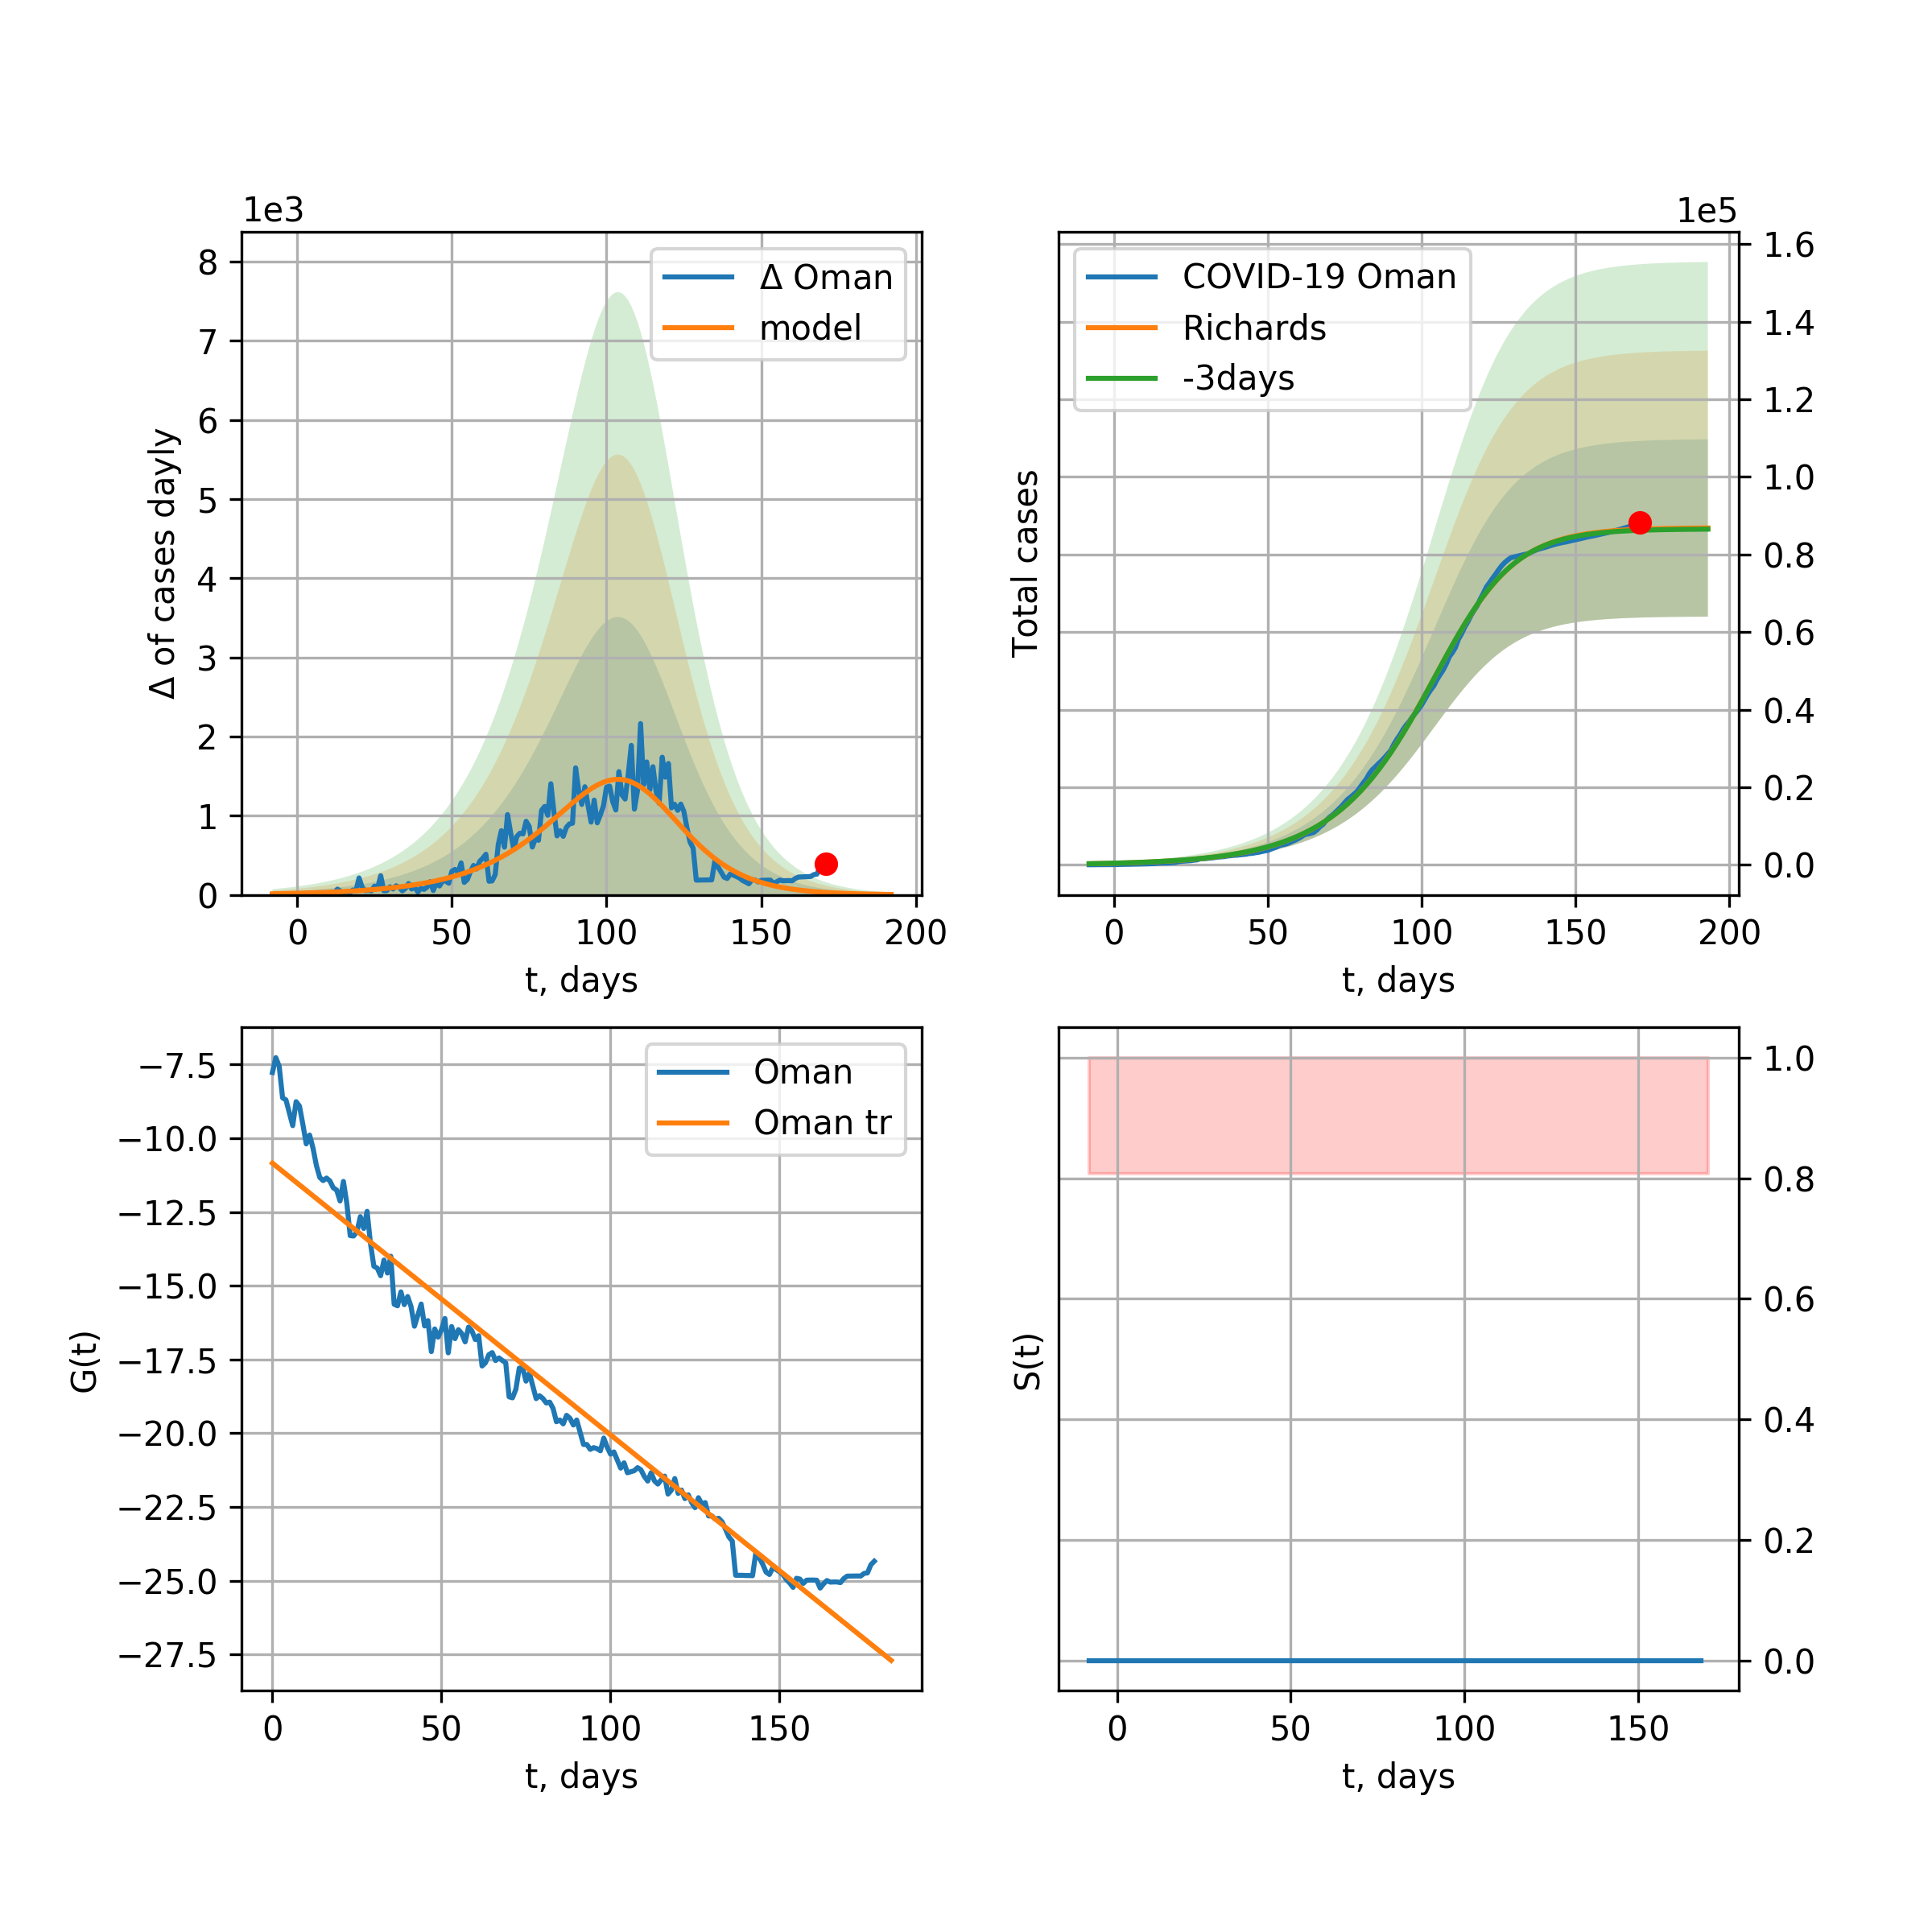 1e3
8
7
6
5
4
3
2
1
0
Δ of cases dayly
Δ Oman
model
0 50 100 150 200
t, days
1e5
COVID-19 Oman
Richards
-3days
Total cases
1.6
1.4
1.2
1.0
0.8
0.6
0.4
0.2
0.0
0 50 100 150 200
t, days
−7.5
−10.0
−12.5
−15.0
−17.5
−20.0
−22.5
−25.0
−27.5
G(t)
Oman
Oman tr
0 50 100 150
t, days
S(t)
1.0
0.8
0.6
0.4
0.2
0.0
0 50 100 150
t, days